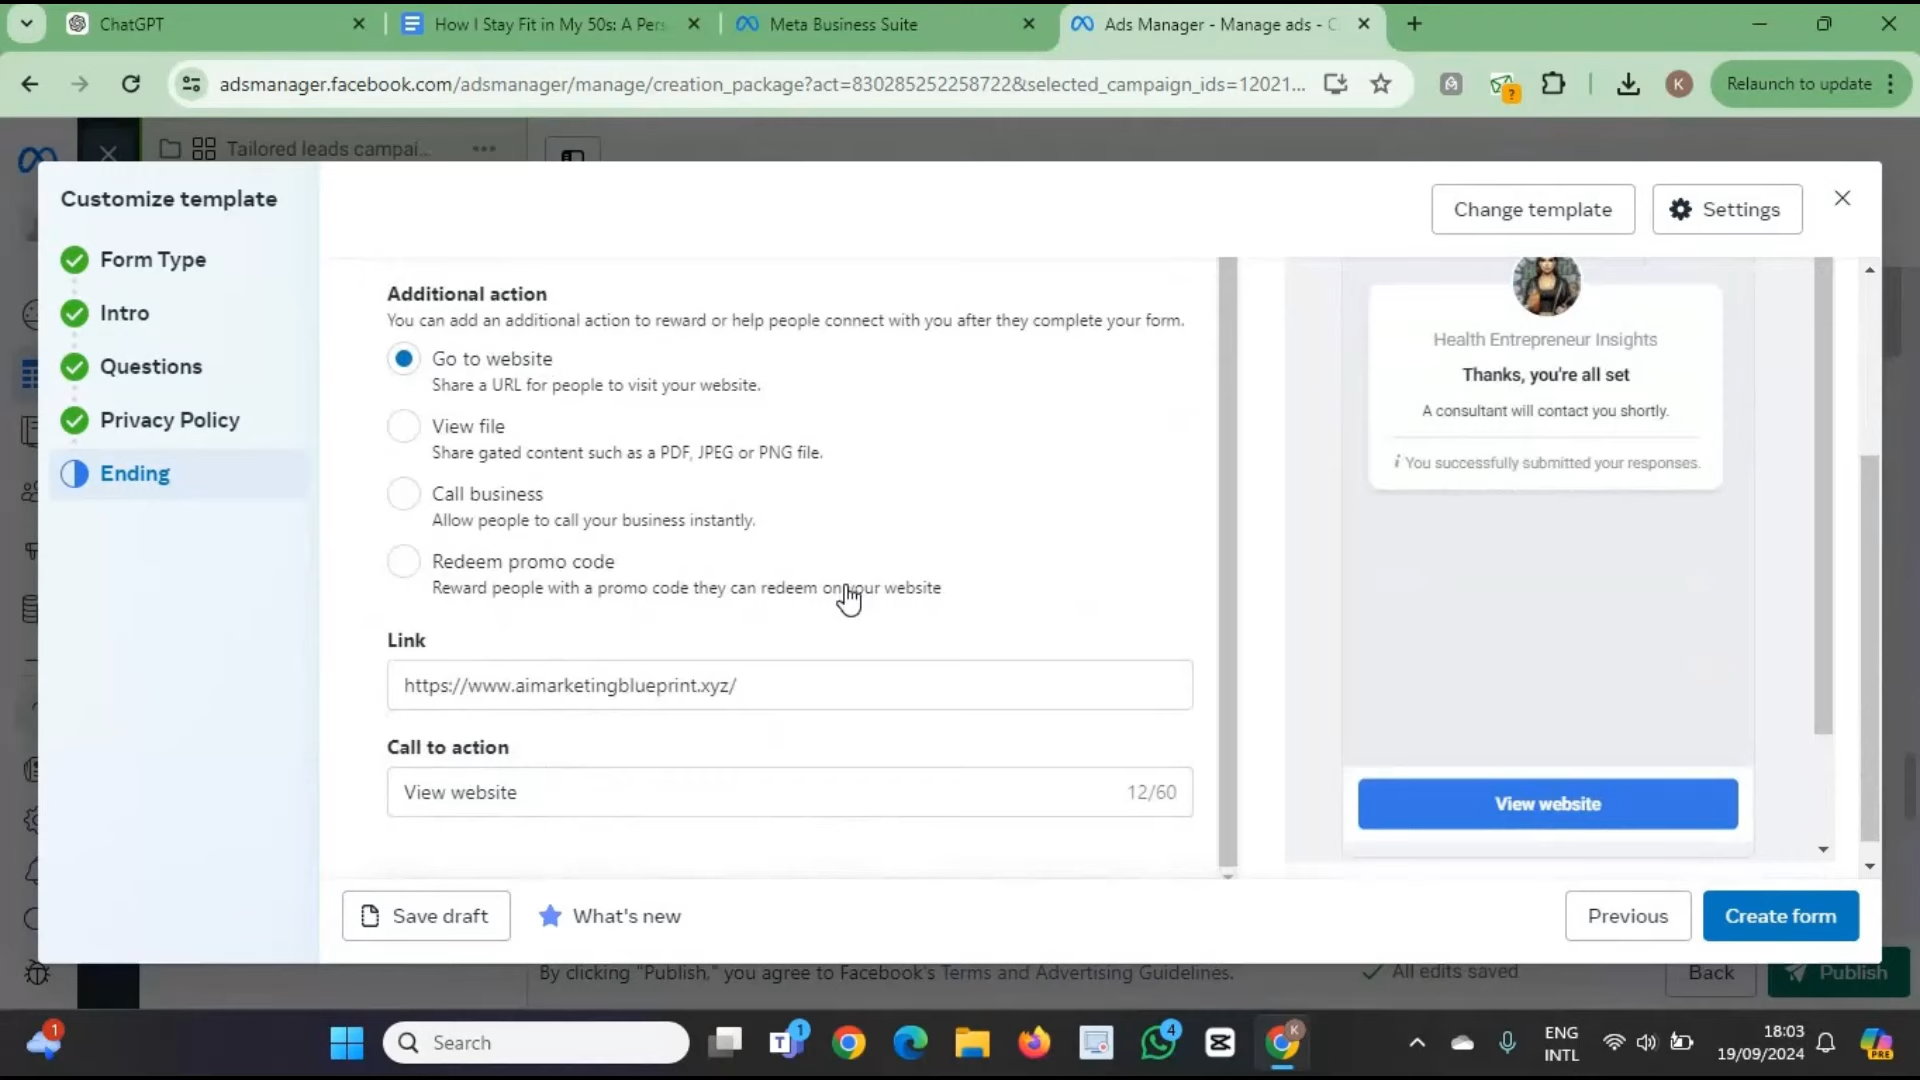 ChatGPT
How I Stay Fit in My 50s: A Pers
Meta Business Suite
Ads Manager - Manage ads - C
adsmanager.facebook.com/adsmanager/manage/creation_package?act=830285252258722&selected_campaign_ids=12021...
Relaunch to update
Tailored leads campai...
Customize template
Change template
Settings
Form Type
Intro
Questions
Privacy Policy
Ending
Additional action
You can add an additional action to reward or help people connect with you after they complete your form.
Go to website
Share a URL for people to visit your website.
View file
Share gated content such as a PDF, JPEG or PNG file.
Call business
Allow people to call your business instantly.
Redeem promo code
Reward people with a promo code they can redeem on your website
Link
https://www.aimarketingblueprint.xyz/
Call to action
View website
12/60
Health Entrepreneur Insights
Thanks, you're all set
A consultant will contact you shortly.
i You successfully submitted your responses.
View website
Save draft
What's new
Previous
Create form
By clicking "Publish," you agree to Facebook's Terms and Advertising Guidelines.
All edits saved
Back
Publish
1
Search
1
4
K
ENG
INTL
18:03
19/09/2024
PRE